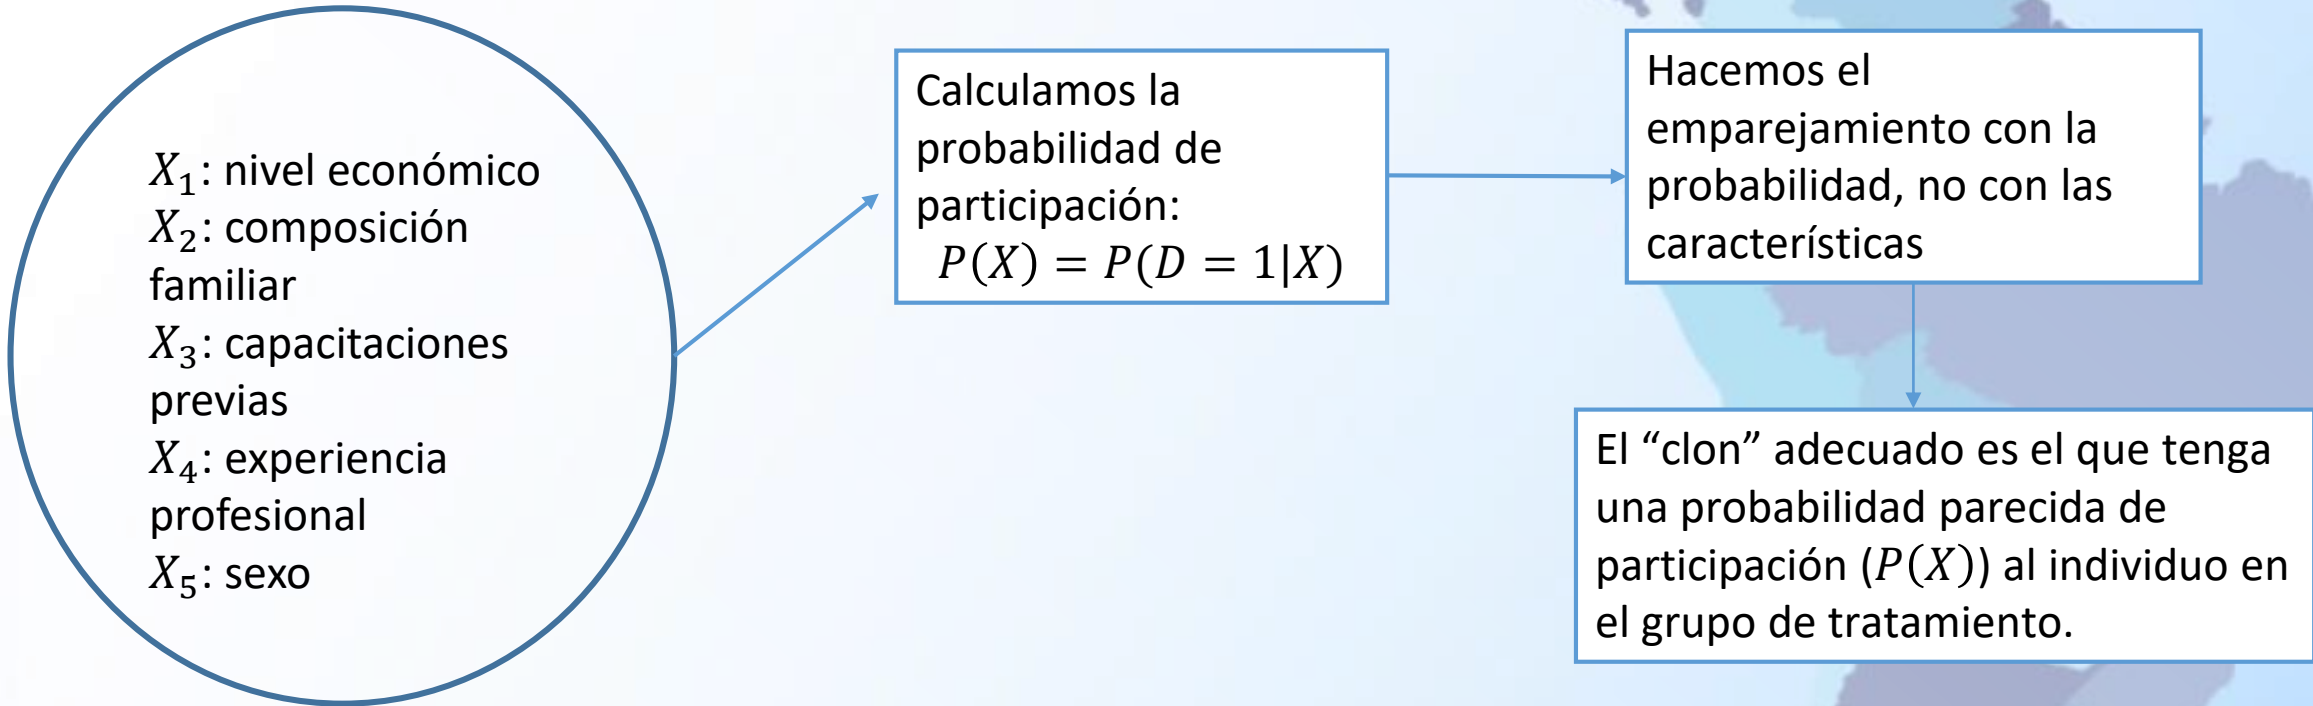 X₁: nivel económico
X₂: composición
familiar
X₃: capacitaciones
previas
X₄: experiencia
profesional
X₅: sexo
Calculamos la
probabilidad de
participación:
P(X) = P(D = 1|X)
Hacemos el
emparejamiento con la
probabilidad, no con las
características
El “clon” adecuado es el que tenga
una probabilidad parecida de
participación (P(X)) al individuo en
el grupo de tratamiento.